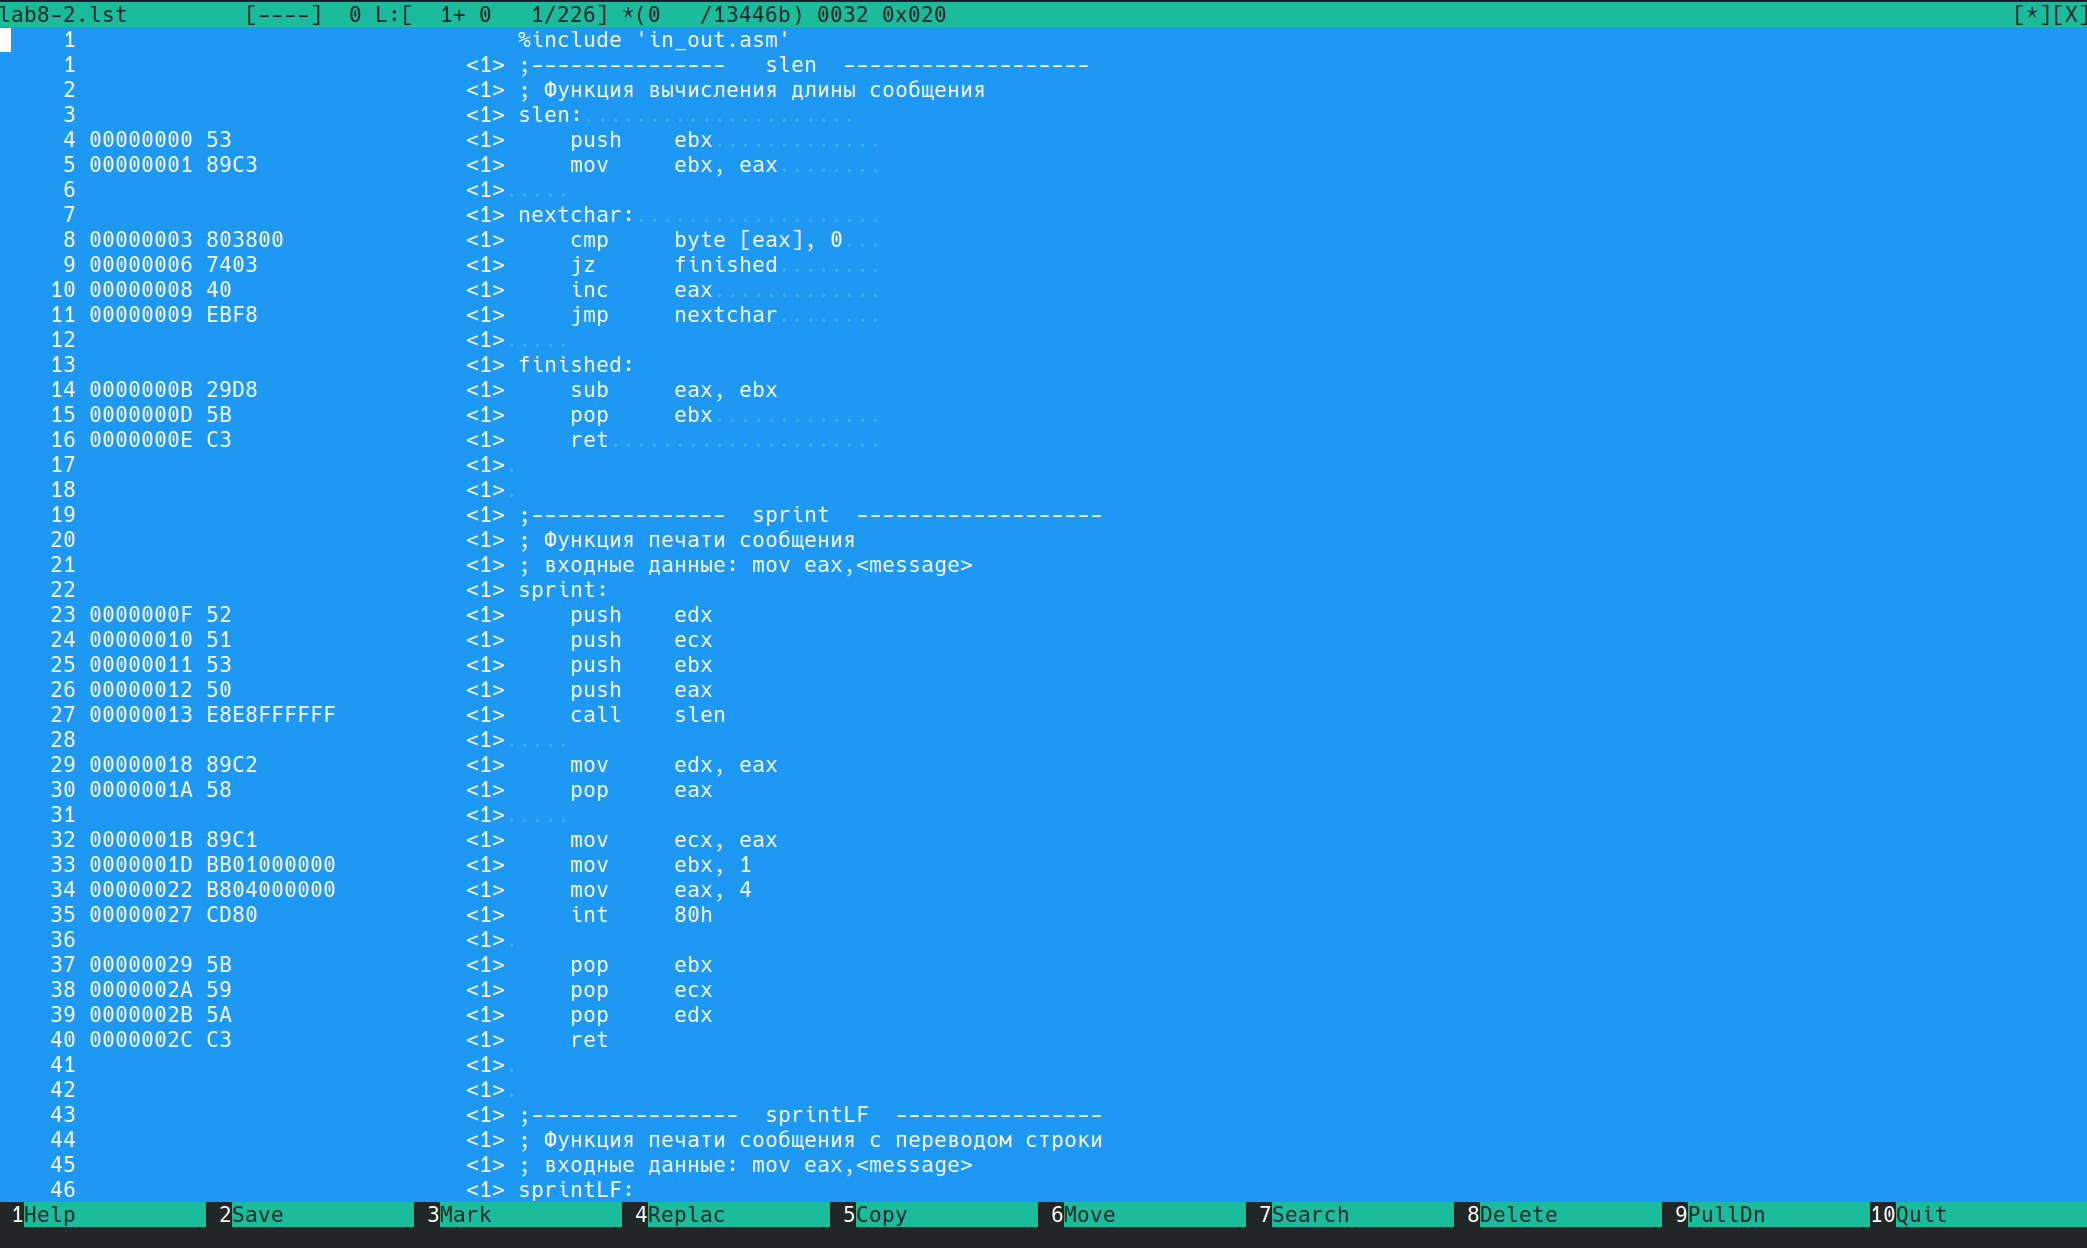 lab8-2.lst         [----]  0 L:[  1+ 0   1/226] *(0   /13446b) 0032 0x020 [*][X]
     1                                  %include 'in_out.asm'
     1                              <1> ;---------------   slen  -------------------
     2                              <1> ; Функция вычисления длины сообщения
     3                              <1> slen:.....................
     4 00000000 53                  <1>     push    ebx.............
     5 00000001 89C3                <1>     mov     ebx, eax........
     6                              <1>.....
     7                              <1> nextchar:...................
     8 00000003 803800              <1>     cmp     byte [eax], 0...
     9 00000006 7403                <1>     jz      finished........
    10 00000008 40                  <1>     inc     eax.............
    11 00000009 EBF8                <1>     jmp     nextchar........
    12                              <1>.....
    13                              <1> finished:
    14 0000000B 29D8                <1>     sub     eax, ebx
    15 0000000D 5B                  <1>     pop     ebx.............
    16 0000000E C3                  <1>     ret.....................
    17                              <1>.
    18                              <1>.
    19                              <1> ;---------------  sprint  -------------------
    20                              <1> ; Функция печати сообщения
    21                              <1> ; входные данные: mov eax,<message>
    22                              <1> sprint:
    23 0000000F 52                  <1>     push    edx
    24 00000010 51                  <1>     push    ecx
    25 00000011 53                  <1>     push    ebx
    26 00000012 50                  <1>     push    eax
    27 00000013 E8E8FFFFFF          <1>     call    slen
    28                              <1>.....
    29 00000018 89C2                <1>     mov     edx, eax
    30 0000001A 58                  <1>     pop     eax
    31                              <1>.....
    32 0000001B 89C1                <1>     mov     ecx, eax
    33 0000001D BB01000000          <1>     mov     ebx, 1
    34 00000022 B804000000          <1>     mov     eax, 4
    35 00000027 CD80                <1>     int     80h
    36                              <1>.
    37 00000029 5B                  <1>     pop     ebx
    38 0000002A 59                  <1>     pop     ecx
    39 0000002B 5A                  <1>     pop     edx
    40 0000002C C3                  <1>     ret
    41                              <1>.
    42                              <1>.
    43                              <1> ;----------------  sprintLF  ----------------
    44                              <1> ; Функция печати сообщения с переводом строки
    45                              <1> ; входные данные: mov eax,<message>
    46                              <1> sprintLF:
1Help 2Save 3Mark 4Replac 5Copy 6Move 7Search 8Delete 9PullDn 10Quit